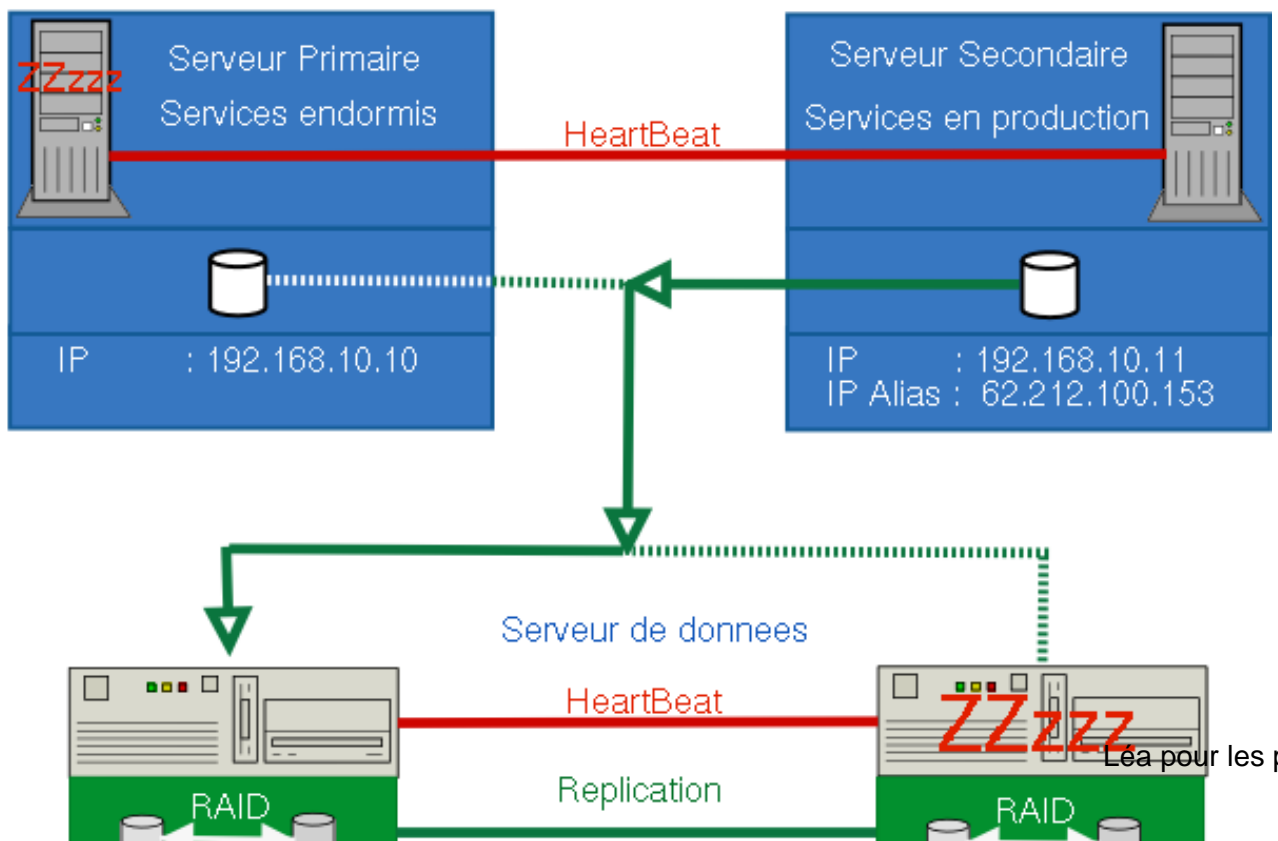 Serveur Primaire
Services endormis
ZZzzz
HeartBeat
Serveur Secondaire
Services en production
IP : 192.168.10.10
IP : 192.168.10.11
IP Alias : 62.212.100.153
Serveur de donnees
HeartBeat
ZZzzz
Léa pour les p
Replication
RAID
RAID